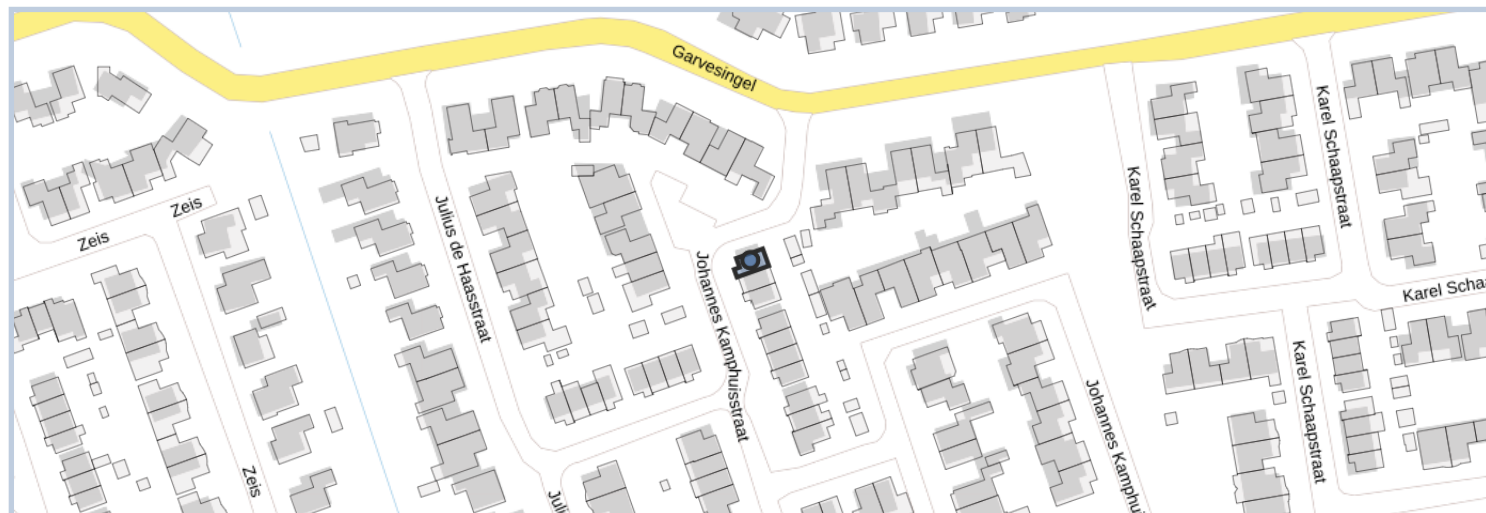 Garvesingel
Karel Schaapstraat
Karel Schaapstraat
Zeis
Zeis
Julius de Haasstraat
Johannes Kamphuisstraat
Karel Scha
Karel Schaapstraat
Johannes Kamphui
Zeis
Juli